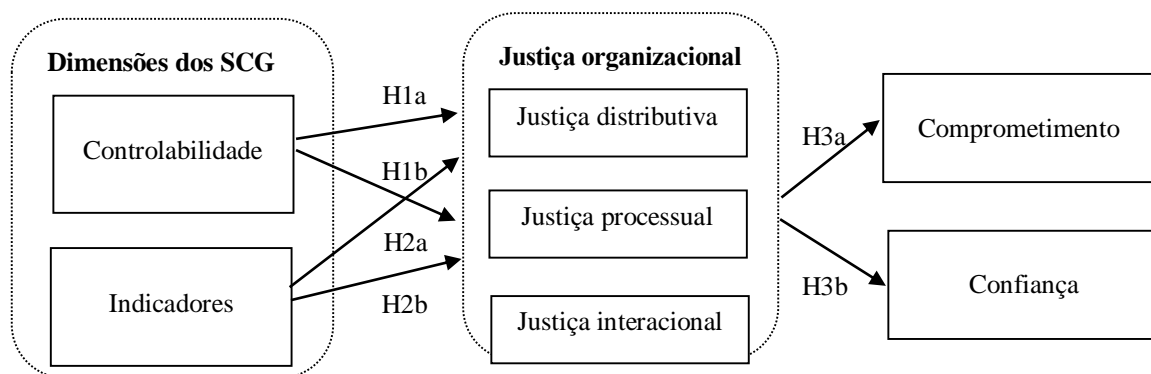 Dimensões dos SCG
Controlabilidade
Indicadores
H1a
H1b
H2a
H2b
Justiça organizacional
Justiça distributiva
Justiça processual
Justiça interacional
H3a
H3b
Comprometimento
Confiança